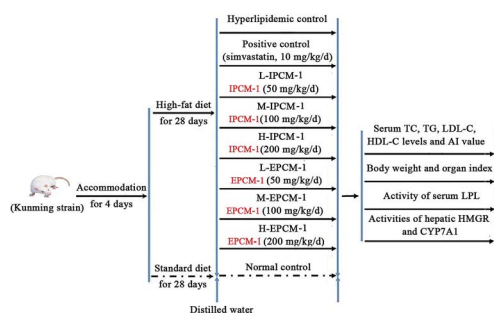 Hyperlipidemic control
Positive control
(simvastatin, 10 mg/kg/d)
L-IPCM-1
IPCM-1 (50 mg/kg/d)
High-fat diet
for 28 days
M-IPCM-1
IPCM-1 (100 mg/kg/d)
H-IPCM-1
IPCM-1 (200 mg/kg/d)
L-EPCM-1
EPCM-1 (50 mg/kg/d)
M-EPCM-1
EPCM-1 (100 mg/kg/d)
H-EPCM-1
EPCM-1 (200 mg/kg/d)
Serum TC, TG, LDL-C,
HDL-C levels and AI value
Body weight and organ index
Activity of serum LPL
Activities of hepatic HMGR
and CYP7A1
(Kunming strain)
Accommodation
for 4 days
Standard diet
for 28 days
Normal control
Distilled water